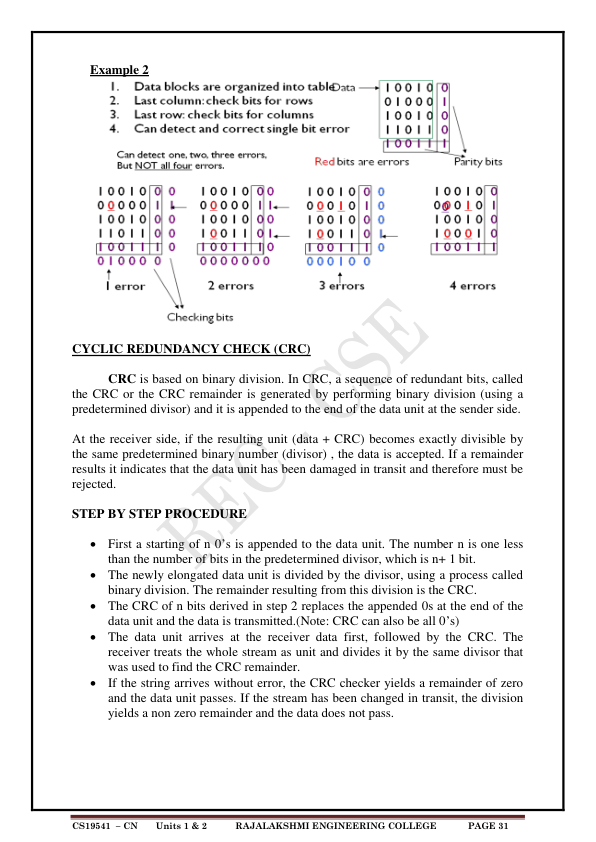 Example 2
1. Data blocks are organized into table
2. Last column: check bits for rows
3. Last row: check bits for columns
4. Can detect and correct single bit error
Data
1 0 0 1 0 0
0 1 0 0 0 1
1 0 0 1 0 0
1 1 0 1 1 0
1 0 0 1 1 1
Can detect one, two, three errors,
But NOT all four errors.
Red bits are errors
Parity bits
1 0 0 1 0 0 0
0 0 0 0 0 1 1
1 0 0 1 0 0 0
1 1 0 1 1 0 0
1 0 0 1 1 1 0
0 1 0 0 0 0
1 error
1 0 0 1 0 0 0
0 0 0 0 0 1 1
1 0 0 1 0 0 0
1 0 0 1 1 0 1
1 0 0 1 1 1 0
0 0 0 0 0 0 0
2 errors
1 0 0 1 0 0 0
0 0 0 1 0 1 0
1 0 0 1 0 0 0
1 0 0 1 1 0 1
1 0 0 1 1 1 0
0 0 0 1 0 0
3 errors
1 0 0 1 0 0
0 0 0 1 0 1
1 0 0 1 0 0
1 0 0 0 1 0
1 0 0 1 1 1
4 errors
Checking bits
CYCLIC REDUNDANCY CHECK (CRC)
CRC is based on binary division. In CRC, a sequence of redundant bits, called
the CRC or the CRC remainder is generated by performing binary division (using a
predetermined divisor) and it is appended to the end of the data unit at the sender side.
At the receiver side, if the resulting unit (data + CRC) becomes exactly divisible by
the same predetermined binary number (divisor) , the data is accepted. If a remainder
results it indicates that the data unit has been damaged in transit and therefore must be
rejected.
STEP BY STEP PROCEDURE
• First a starting of n 0’s is appended to the data unit. The number n is one less
than the number of bits in the predetermined divisor, which is n+ 1 bit.
• The newly elongated data unit is divided by the divisor, using a process called
binary division. The remainder resulting from this division is the CRC.
• The CRC of n bits derived in step 2 replaces the appended 0s at the end of the
data unit and the data is transmitted.(Note: CRC can also be all 0’s)
• The data unit arrives at the receiver data first, followed by the CRC. The
receiver treats the whole stream as unit and divides it by the same divisor that
was used to find the CRC remainder.
• If the string arrives without error, the CRC checker yields a remainder of zero
and the data unit passes. If the stream has been changed in transit, the division
yields a non zero remainder and the data does not pass.
REC - CSE
CS19541 – CN Units 1 & 2 RAJALAKSHMI ENGINEERING COLLEGE PAGE 31